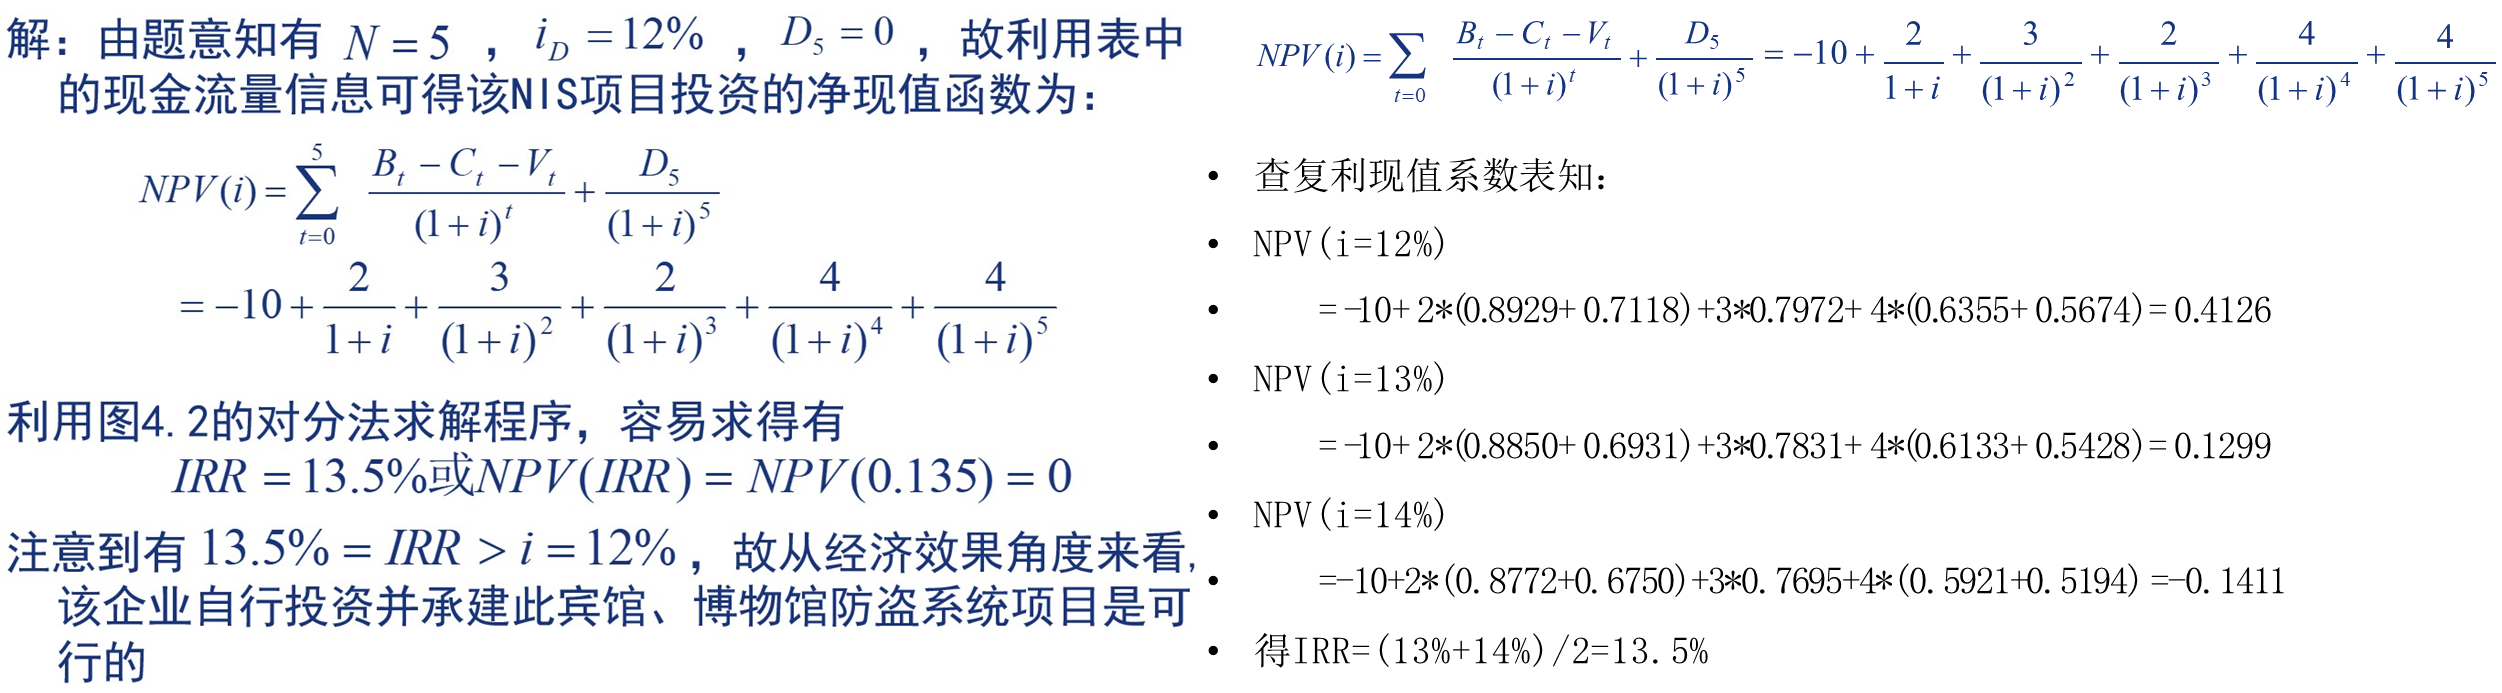 解：由题意知有 N = 5 ，i_D = 12% ，D_5 = 0 ，故利用表中
的现金流量信息可得该NIS项目投资的净现值函数为：
NPV(i) = \sum_{t=0}^{5} \frac{B_t - C_t - V_t}{(1+i)^t} + \frac{D_5}{(1+i)^5}
= -10 + \frac{2}{1+i} + \frac{3}{(1+i)^2} + \frac{2}{(1+i)^3} + \frac{4}{(1+i)^4} + \frac{4}{(1+i)^5}
利用图4.2的对分法求解程序，容易求得有
IRR = 13.5%或NPV(IRR) = NPV(0.135) = 0
注意到有 13.5% = IRR > i = 12% ，故从经济效果角度来看，
该企业自行投资并承建此宾馆、博物馆防盗系统项目是可
行的
NPV(i) = \sum_{t=0} \frac{B_t - C_t - V_t}{(1+i)^t} + \frac{D_5}{(1+i)^5} = -10 + \frac{2}{1+i} + \frac{3}{(1+i)^2} + \frac{2}{(1+i)^3} + \frac{4}{(1+i)^4} + \frac{4}{(1+i)^5}
• 查复利现值系数表知：
• NPV(i=12%)
• =-10+2*(0.8929+0.7118)+3*0.7972+4*(0.6355+0.5674)=0.4126
• NPV(i=13%)
• =-10+2*(0.8850+0.6931)+3*0.7831+4*(0.6133+0.5428)=0.1299
• NPV(i=14%)
• =-10+2*(0.8772+0.6750)+3*0.7695+4*(0.5921+0.5194)=-0.1411
• 得IRR=(13%+14%)/2=13.5%